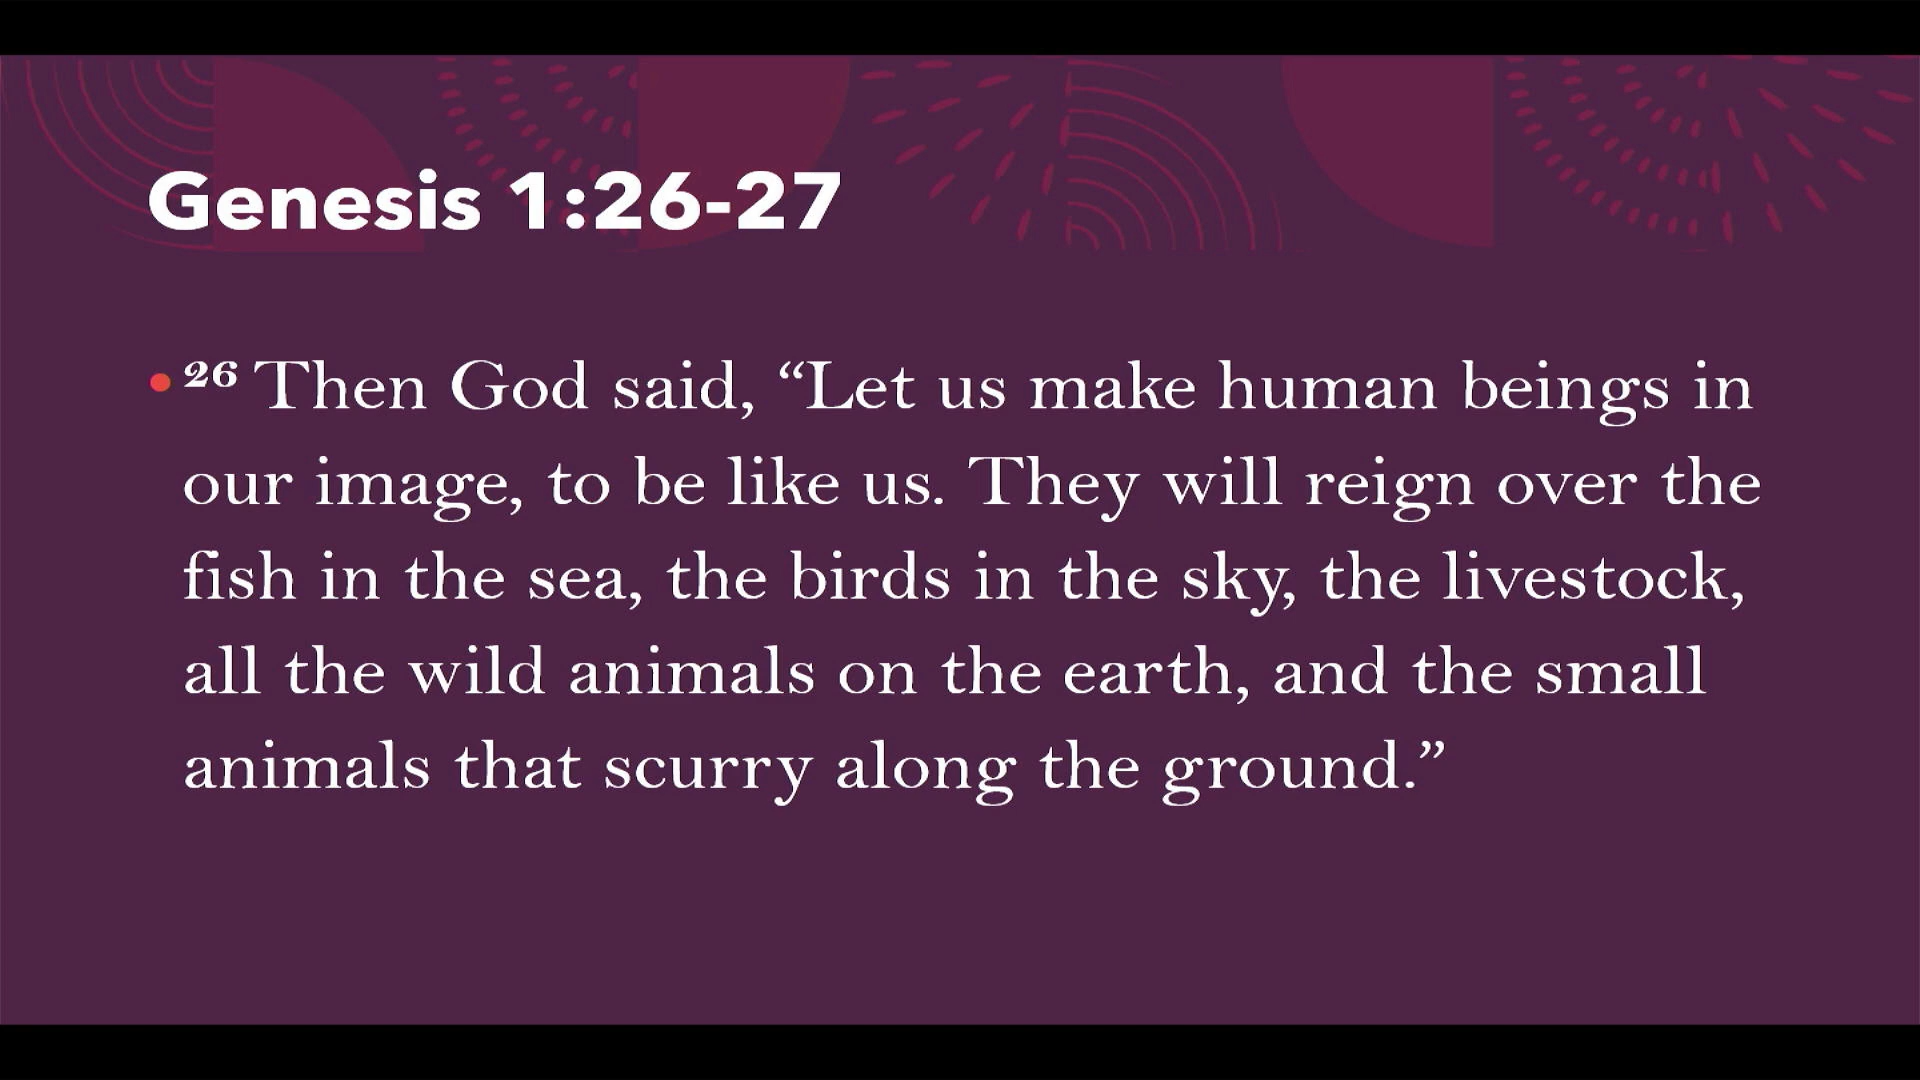 Genesis 1:26-27
• 26 Then God said, “Let us make human beings in
our image, to be like us. They will reign over the
fish in the sea, the birds in the sky, the livestock,
all the wild animals on the earth, and the small
animals that scurry along the ground.”